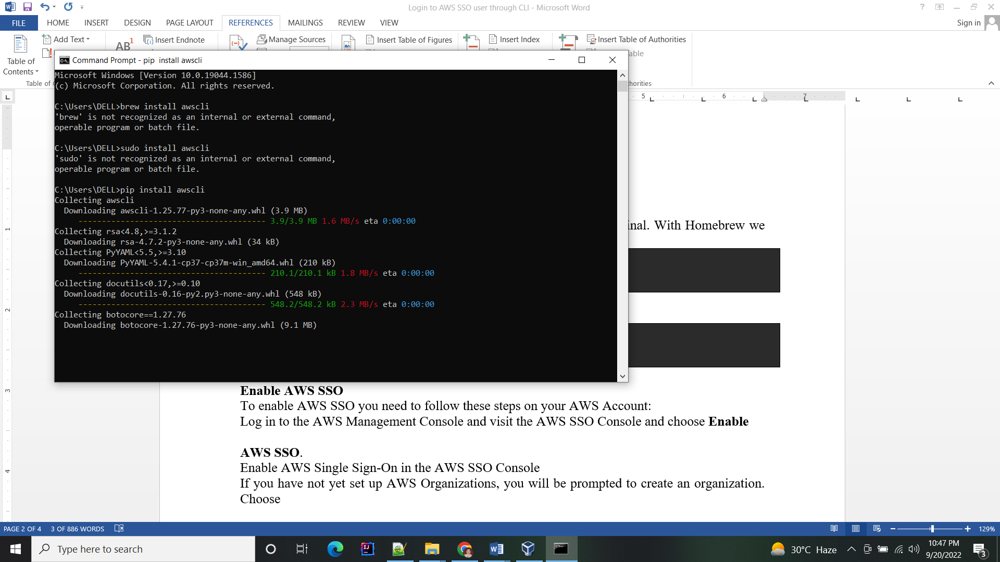 Login to AWS SSO user through CLI - Microsoft Word
FILE HOME INSERT DESIGN PAGE LAYOUT REFERENCES MAILINGS REVIEW VIEW Sign in
Add Text
Table of Contents
Table of
AB1
Insert Endnote
Manage Sources
Insert Table of Figures
Insert Index
Insert Table of Authorities
able
horities
Command Prompt - pip  install awscli
Microsoft Windows [Version 10.0.19044.1586]
(c) Microsoft Corporation. All rights reserved.
C:\Users\DELL>brew install awscli
'brew' is not recognized as an internal or external command,
operable program or batch file.
C:\Users\DELL>sudo install awscli
'sudo' is not recognized as an internal or external command,
operable program or batch file.
C:\Users\DELL>pip install awscli
Collecting awscli
Downloading awscli-1.25.77-py3-none-any.whl (3.9 MB)
---------------------------------------- 3.9/3.9 MB 1.6 MB/s eta 0:00:00
Collecting rsa<4.8,>=3.1.2
Downloading rsa-4.7.2-py3-none-any.whl (34 kB)
Collecting PyYAML<5.5,>=3.10
Downloading PyYAML-5.4.1-cp37-cp37m-win_amd64.whl (210 kB)
---------------------------------------- 210.1/210.1 kB 1.8 MB/s eta 0:00:00
Collecting docutils<0.17,>=0.10
Downloading docutils-0.16-py2.py3-none-any.whl (548 kB)
---------------------------------------- 548.2/548.2 kB 2.3 MB/s eta 0:00:00
Collecting botocore==1.27.76
Downloading botocore-1.27.76-py3-none-any.whl (9.1 MB)
5 6 7
1
2
3
4
inal. With Homebrew we
Enable AWS SSO
To enable AWS SSO you need to follow these steps on your AWS Account:
Log in to the AWS Management Console and visit the AWS SSO Console and choose Enable
AWS SSO.
Enable AWS Single Sign-On in the AWS SSO Console
If you have not yet set up AWS Organizations, you will be prompted to create an organization.
Choose
PAGE 2 OF 4 3 OF 886 WORDS 129%
Type here to search
30°C Haze
10:47 PM
9/20/2022
3